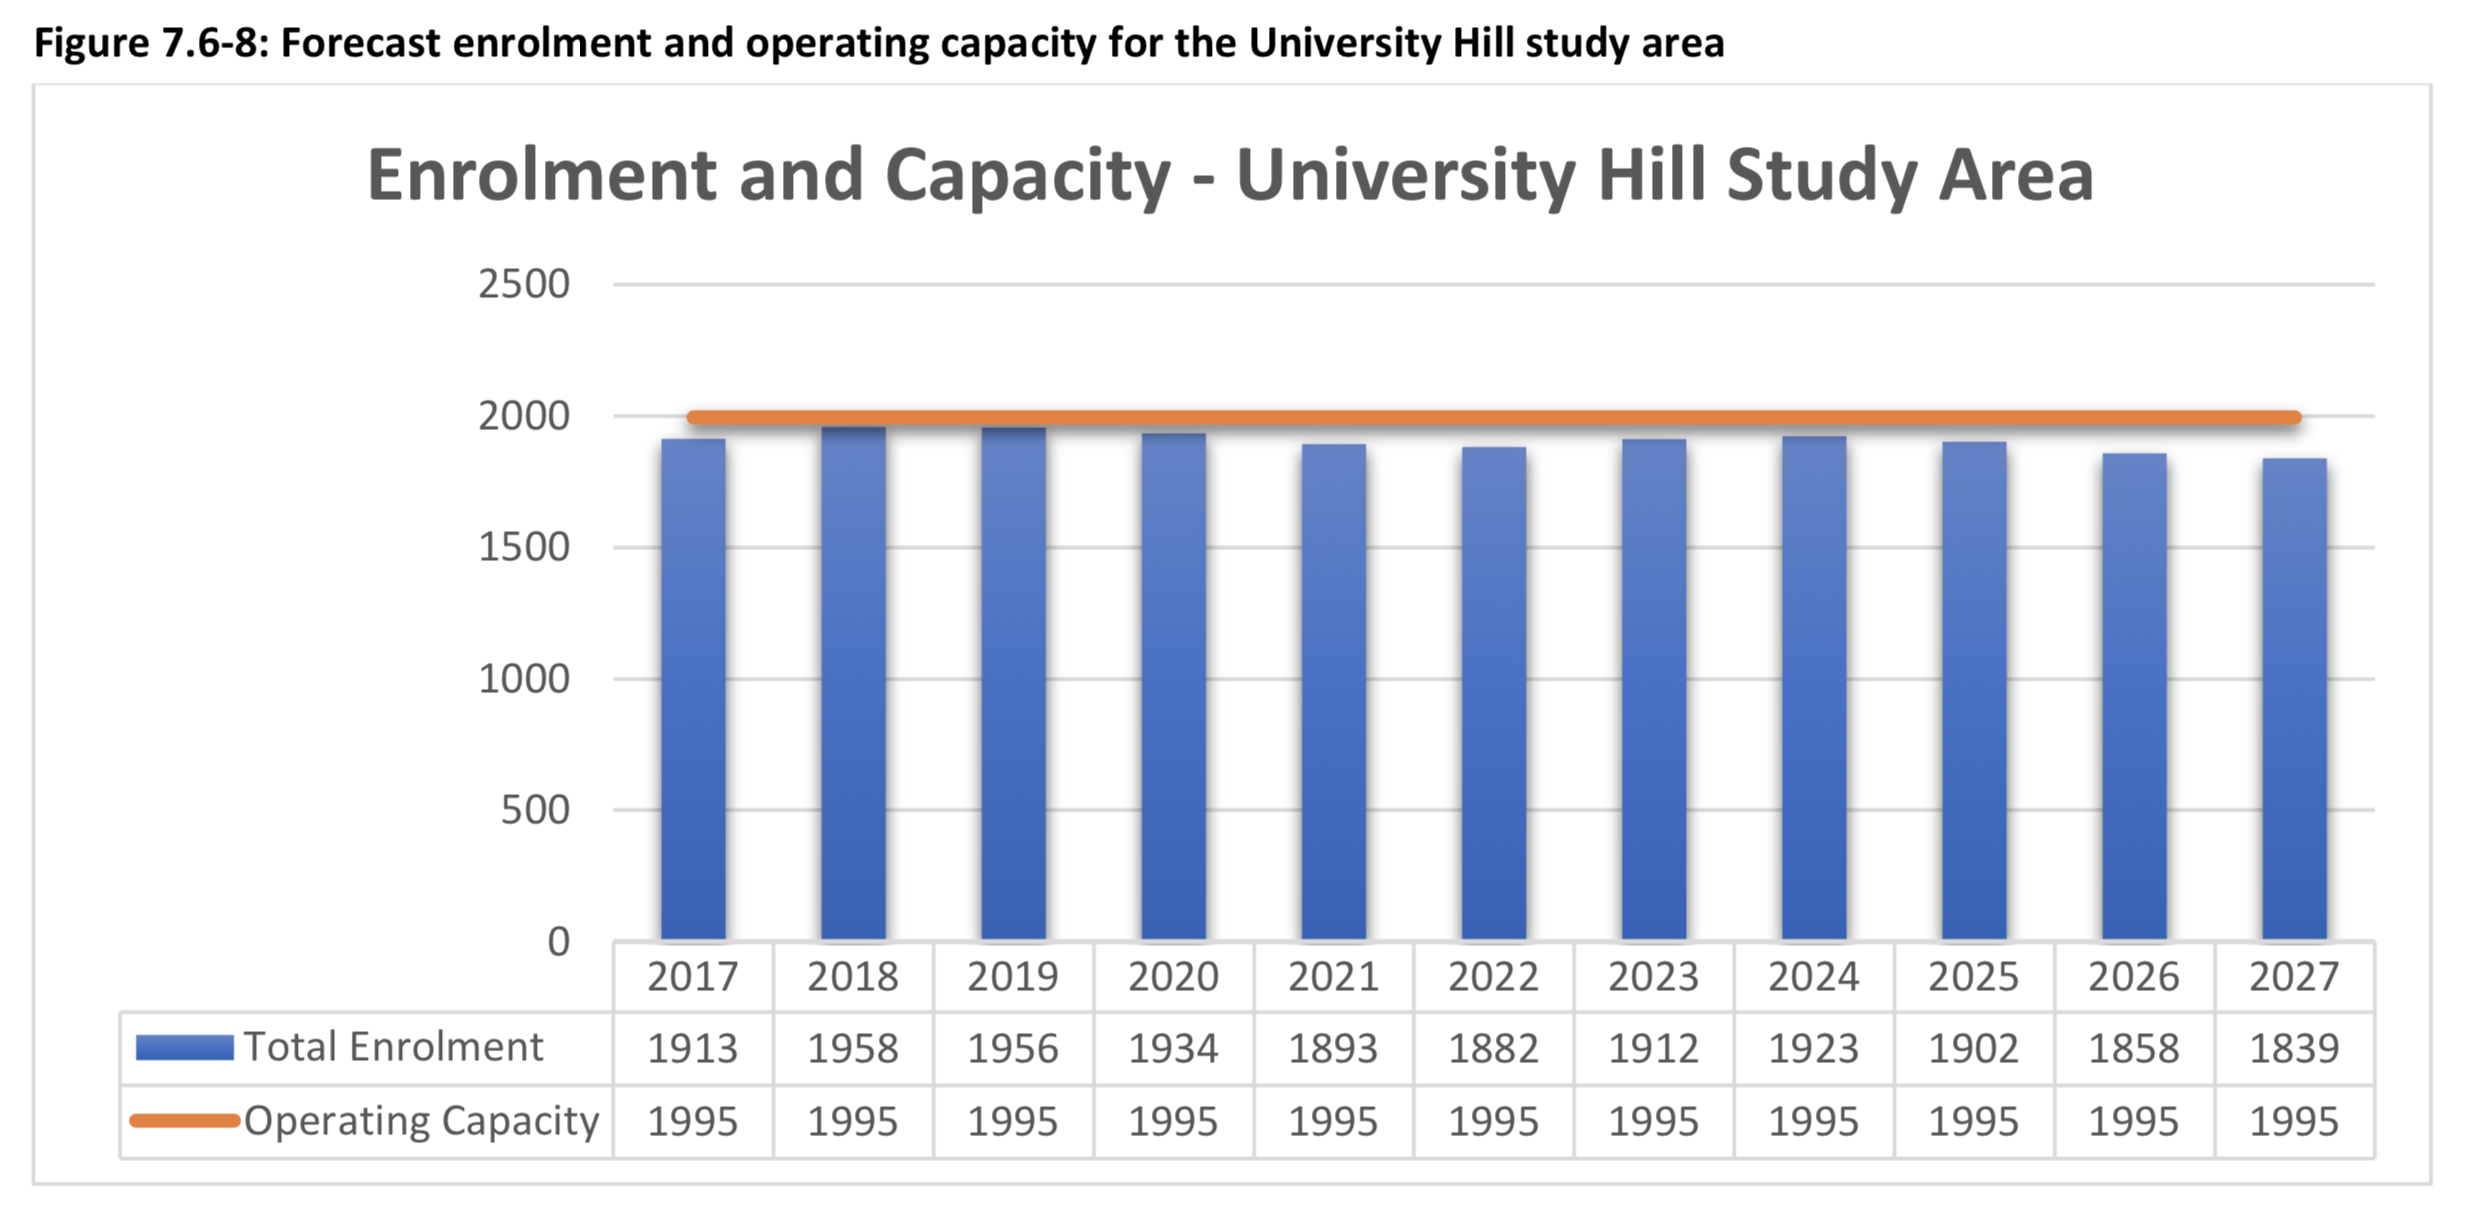 Figure 7.6-8: Forecast enrolment and operating capacity for the University Hill study area
Enrolment and Capacity - University Hill Study Area
2500
2000
1500
1000
500
0
2017 2018 2019 2020 2021 2022 2023 2024 2025 2026 2027
Total Enrolment 1913 1958 1956 1934 1893 1882 1912 1923 1902 1858 1839
Operating Capacity 1995 1995 1995 1995 1995 1995 1995 1995 1995 1995 1995